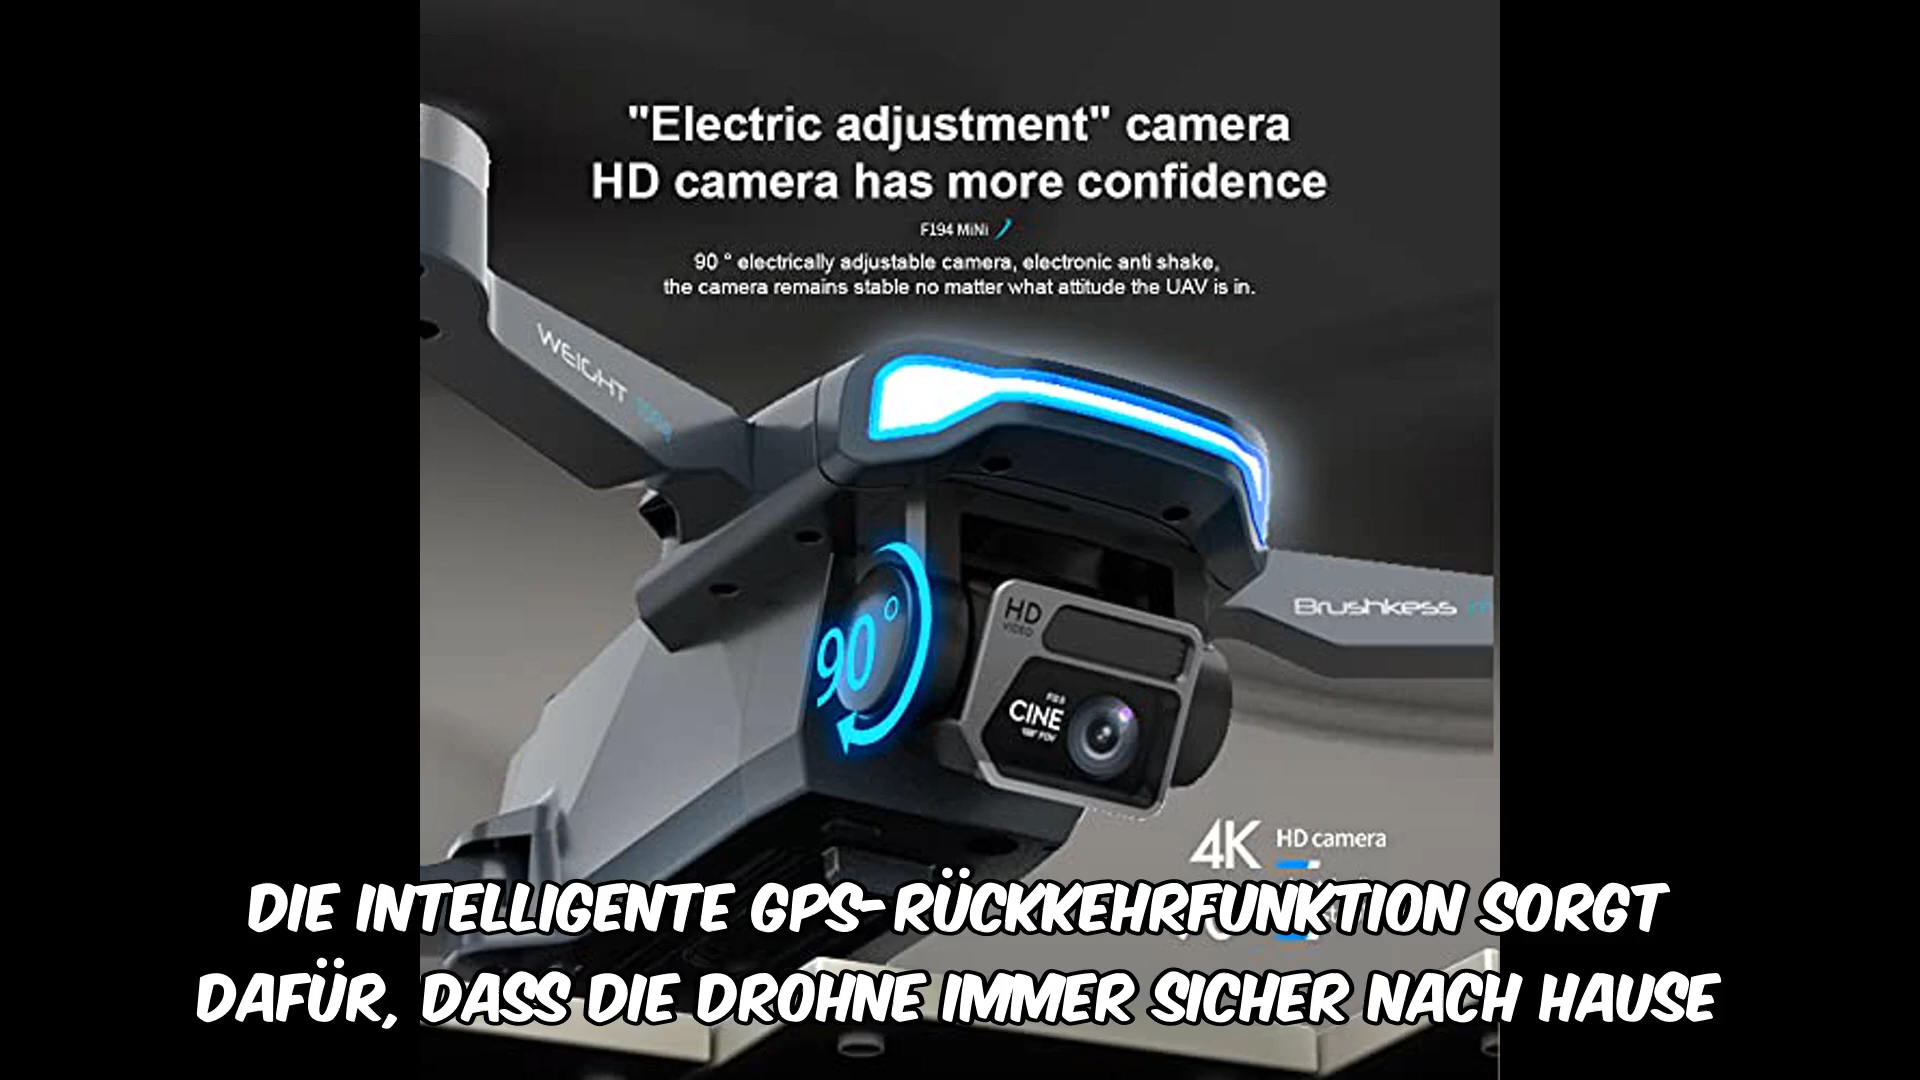 "Electric adjustment" camera
HD camera has more confidence
F194 MiNi
90 ° electrically adjustable camera, electronic anti shake,
the camera remains stable no matter what attitude the UAV is in.
WEIGHT
Brushkess
90°
HD
VIDEO
CINE
4K HD camera
DIE INTELLIGENTE GPS-RÜCKKEHRFUNKTION SORGT
DAFÜR, DASS DIE DROHNE IMMER SICHER NACH HAUSE